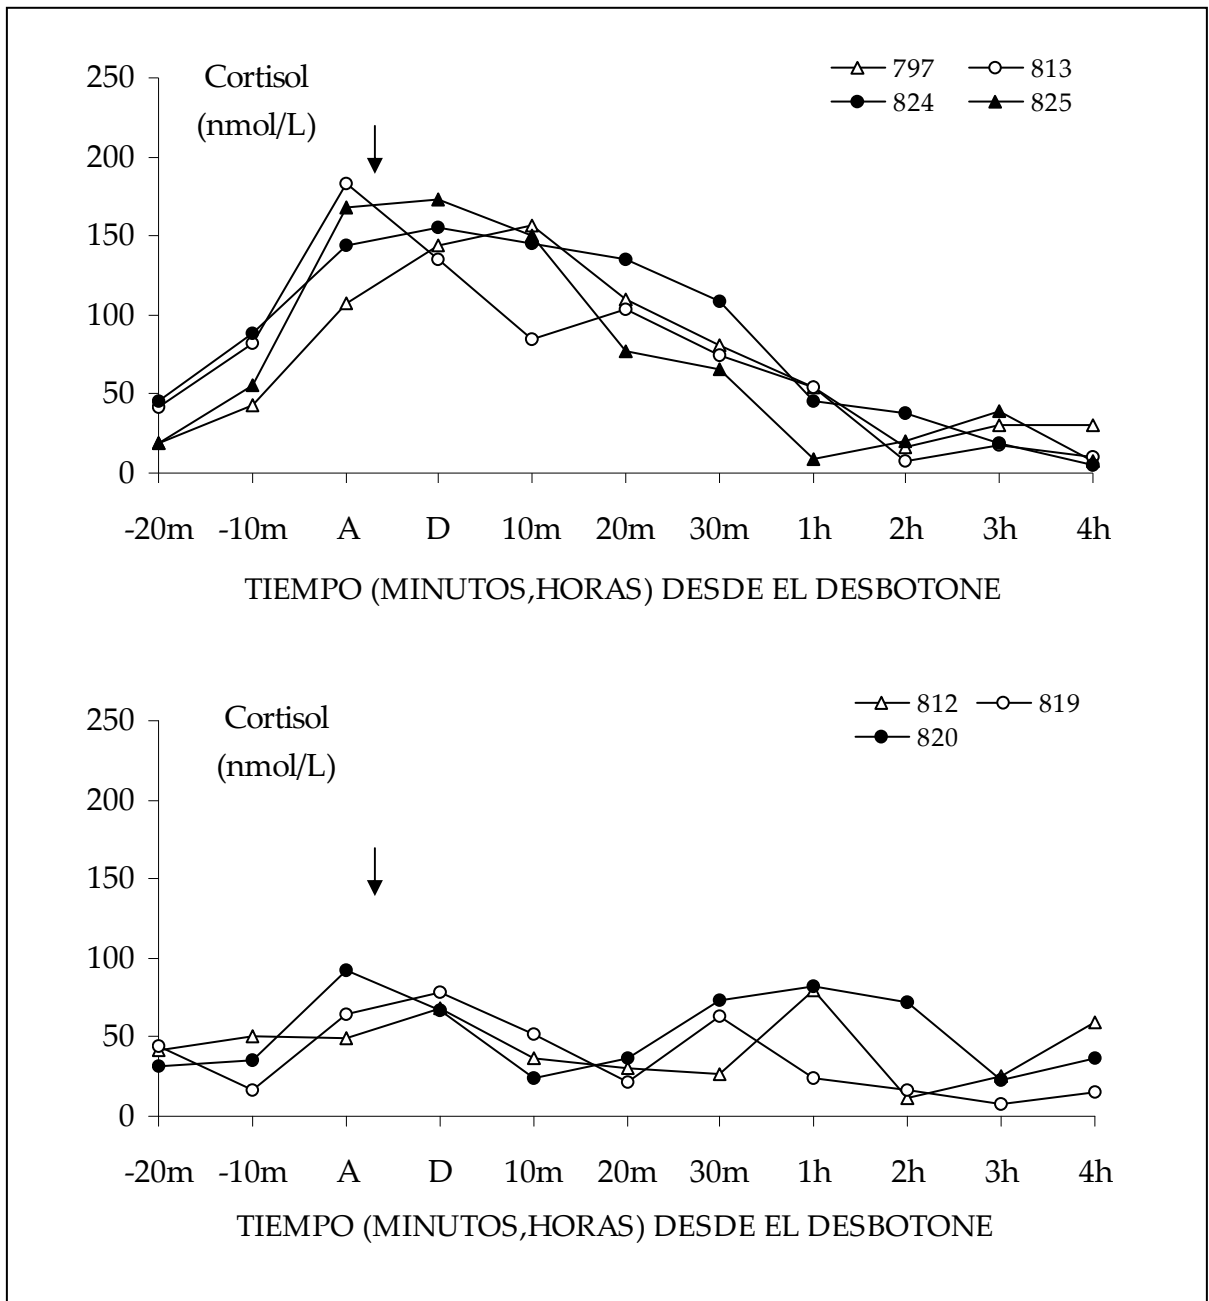 Cortisol
(nmol/L)
797 813
824 825
250
200
150
100
50
0
-20m -10m A D 10m 20m 30m 1h 2h 3h 4h
TIEMPO (MINUTOS,HORAS) DESDE EL DESBOTONE
Cortisol
(nmol/L)
812 819
820
250
200
150
100
50
0
-20m -10m A D 10m 20m 30m 1h 2h 3h 4h
TIEMPO (MINUTOS,HORAS) DESDE EL DESBOTONE